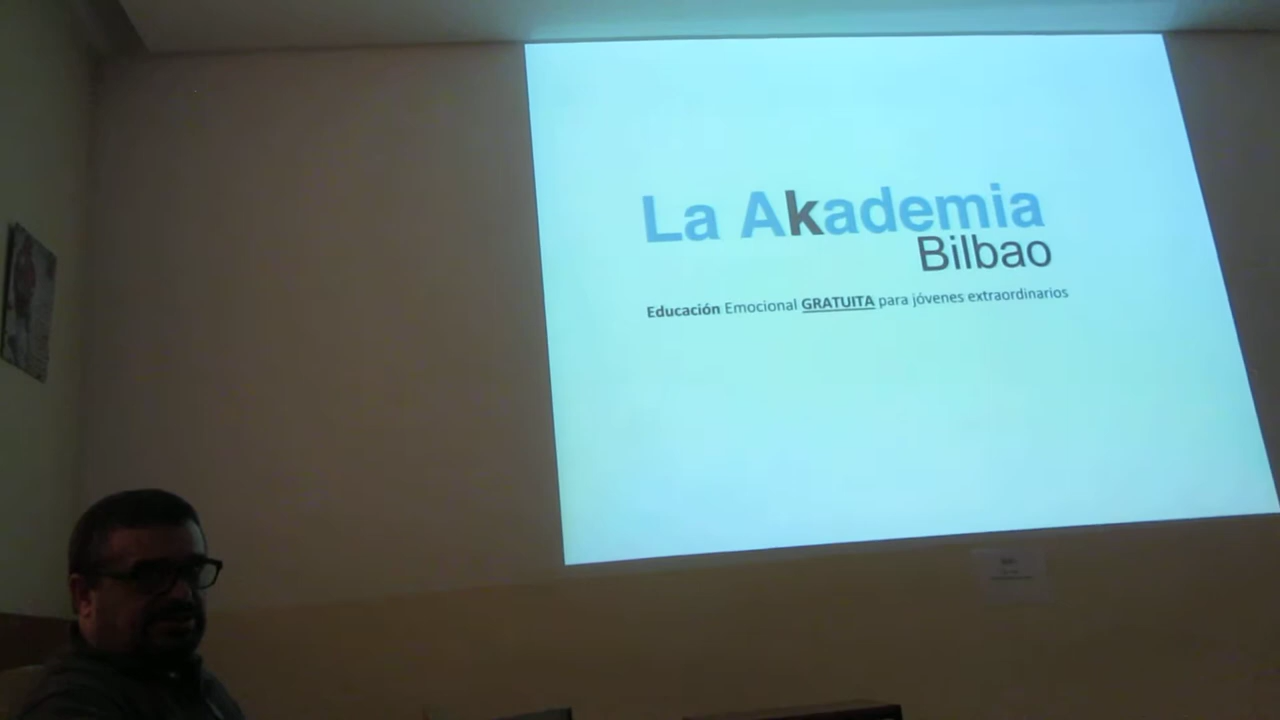 La Akademia
Bilbao
Educación Emocional GRATUITA para jóvenes extraordinarios